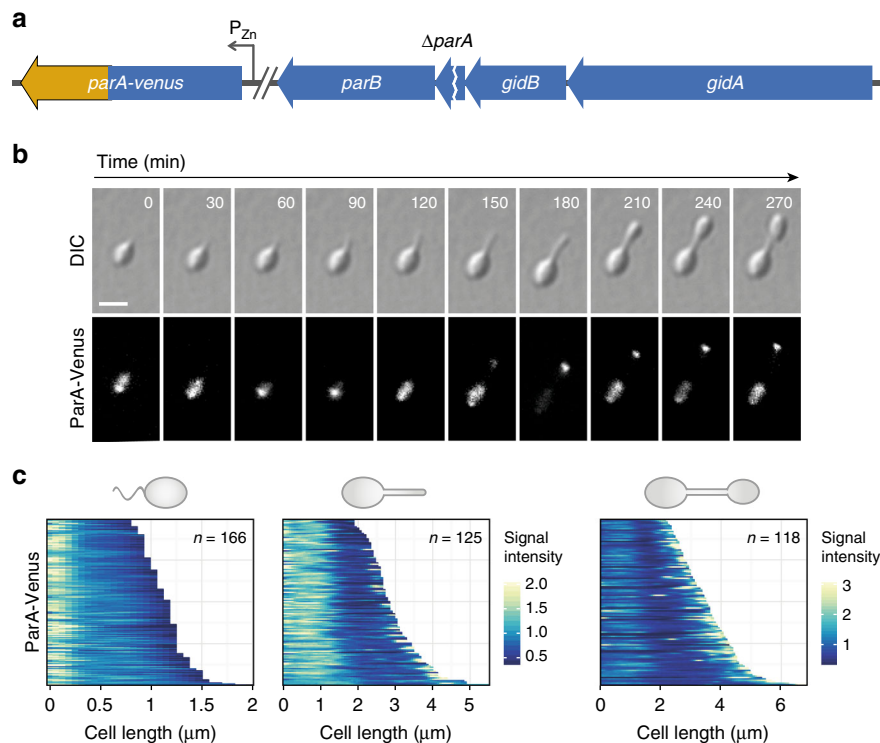 a
P_Zn
ΔparA
parA-venus
parB
gidB
gidA
b
Time (min)
DIC
0 30 60 90 120 150 180 210 240 270
ParA-Venus
c
ParA-Venus
n = 166
n = 125
Signal intensity
2.0
1.5
1.0
0.5
n = 118
Signal intensity
3
2
1
0 0.5 1 1.5 2
0 1 2 3 4 5
0 2 4 6
Cell length (μm)
Cell length (μm)
Cell length (μm)